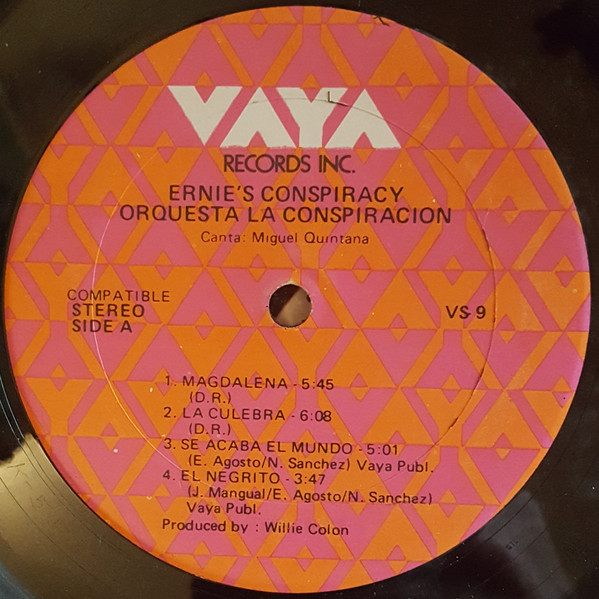 VAYA
RECORDS INC.
ERNIE'S CONSPIRACY
ORQUESTA LA CONSPIRACION
Canta: Miguel Quintana
COMPATIBLE
STEREO
SIDE A
VS-9
1. MAGDALENA - 5:45
(D.R.)
2. LA CULEBRA - 6:08
(D.R.)
3. SE ACABA EL MUNDO - 5:01
(E. Agosto/N. Sanchez) Vaya Publ.
4. EL NEGRITO - 3:47
(J. Mangual/E. Agosto/N. Sanchez)
Vaya Publ.
Produced by : Willie Colon